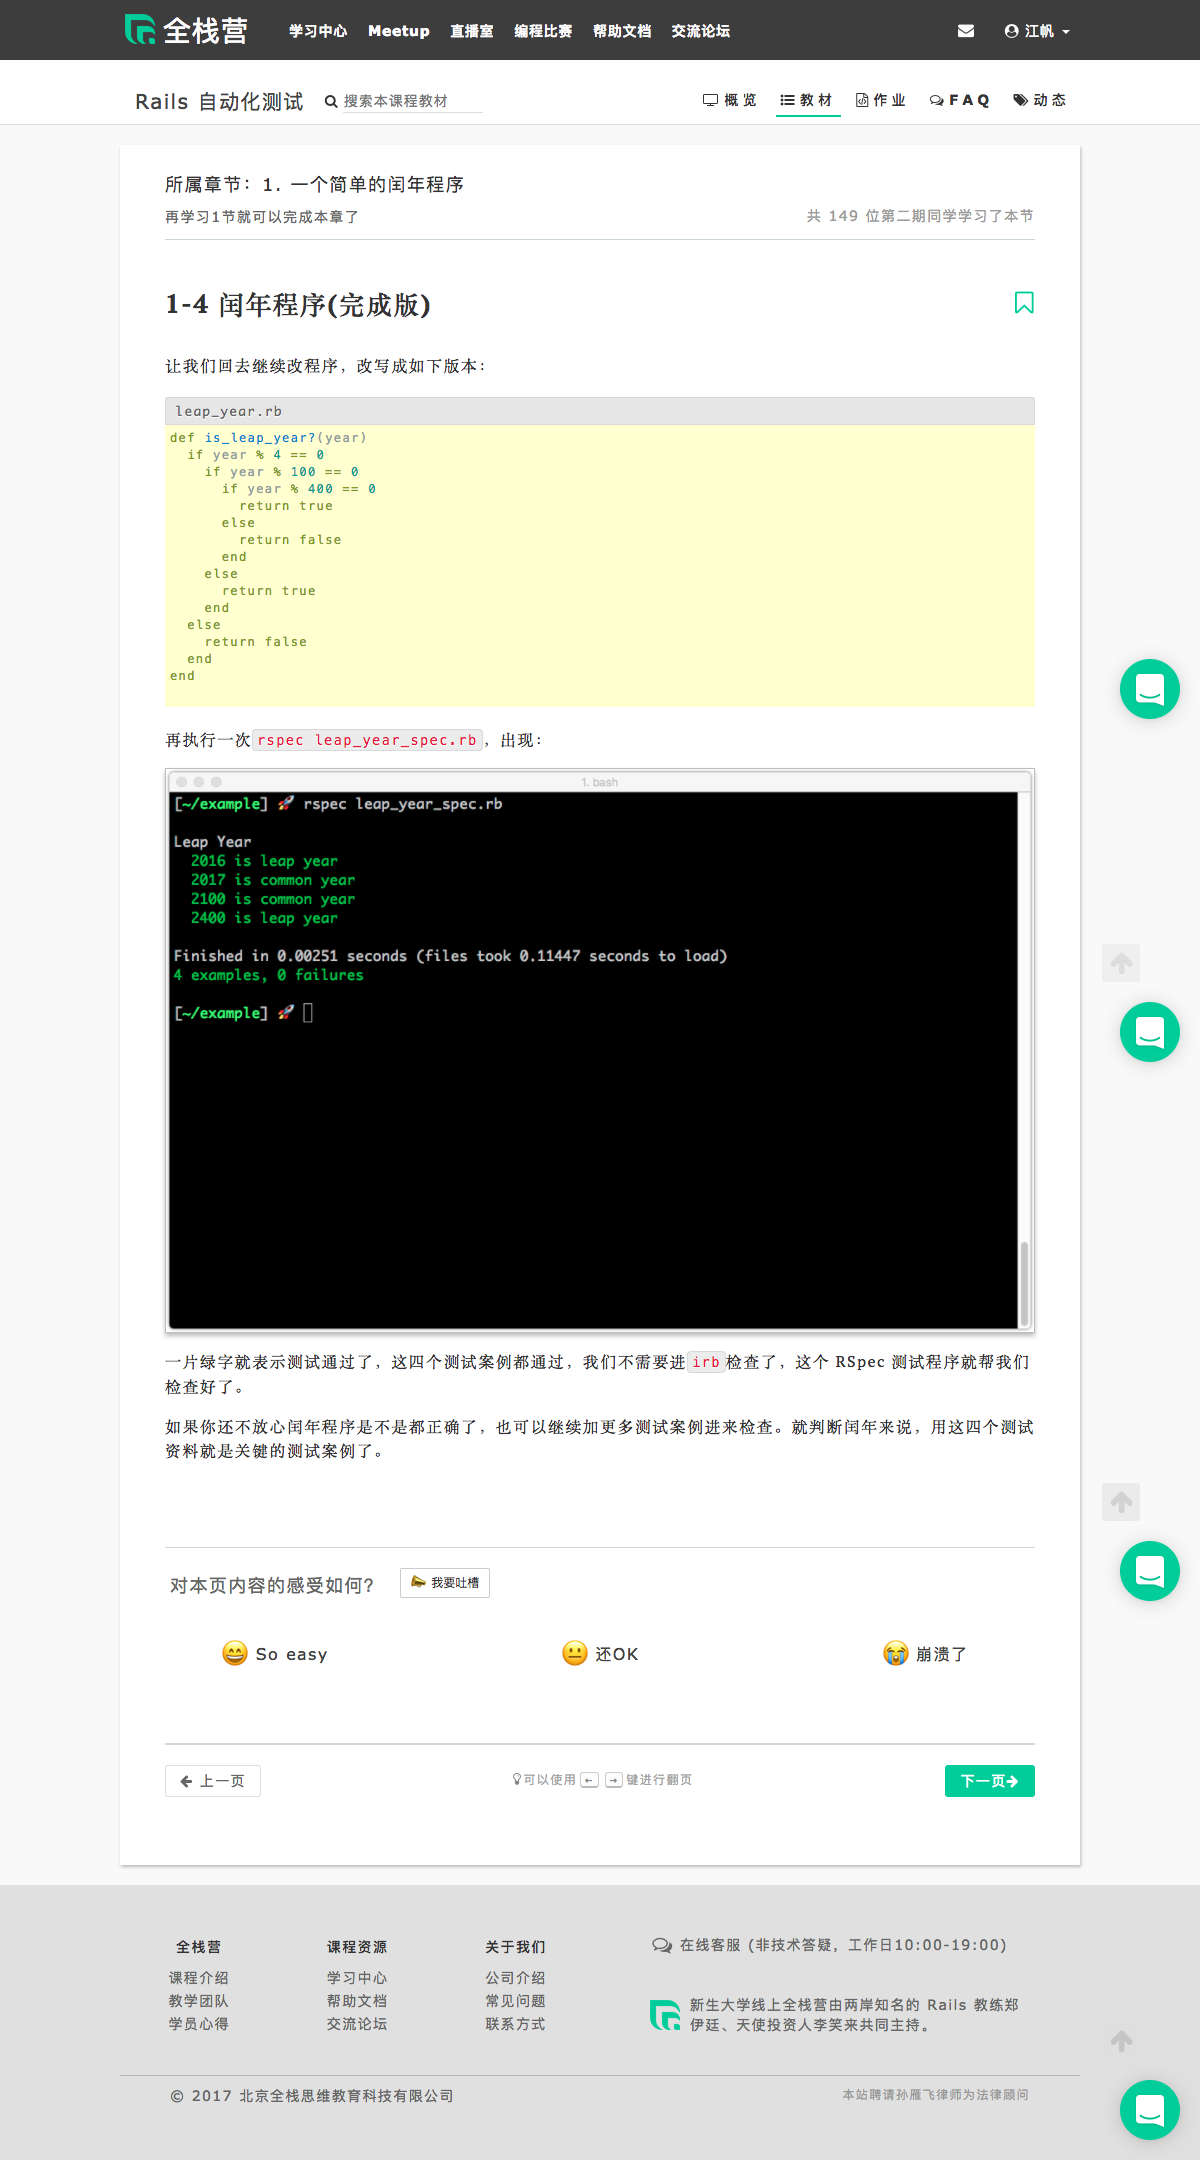 全栈营 学习中心 Meetup 直播室 编程比赛 帮助文档 交流论坛 江帆
Rails 自动化测试 搜索本课程教材 概览 教材 作业 FAQ 动态
所属章节：1. 一个简单的闰年程序
再学习1节就可以完成本章了 共 149 位第二期同学学习了本节
1-4 闰年程序(完成版)
让我们回去继续改程序，改写成如下版本：
leap_year.rb
def is_leap_year?(year)
  if year % 4 == 0
    if year % 100 == 0
      if year % 400 == 0
        return true
      else
        return false
      end
    else
      return true
    end
  else
    return false
  end
end
再执行一次rspec leap_year_spec.rb，出现：
1. bash
[~/example] 🚀 rspec leap_year_spec.rb
Leap Year
  2016 is leap year
  2017 is common year
  2100 is common year
  2400 is leap year
Finished in 0.00251 seconds (files took 0.11447 seconds to load)
4 examples, 0 failures
[~/example] 🚀
一片绿字就表示测试通过了，这四个测试案例都通过，我们不需要进irb检查了，这个 RSpec 测试程序就帮我们
检查好了。
如果你还不放心闰年程序是不是都正确了，也可以继续加更多测试案例进来检查。就判断闰年来说，用这四个测试
资料就是关键的测试案例了。
对本页内容的感受如何? 我要吐槽
😄 So easy 😐 还OK 😭 崩溃了
← 上一页 可以使用 ← → 键进行翻页 下一页→
全栈营 课程资源 关于我们 在线客服 (非技术答疑，工作日10:00-19:00)
课程介绍 学习中心 公司介绍
教学团队 帮助文档 常见问题 新生大学线上全栈营由两岸知名的 Rails 教练郑
学员心得 交流论坛 联系方式 伊廷、天使投资人李笑来共同主持。
© 2017 北京全栈思维教育科技有限公司 本站聘请孙雁飞律师为法律顾问